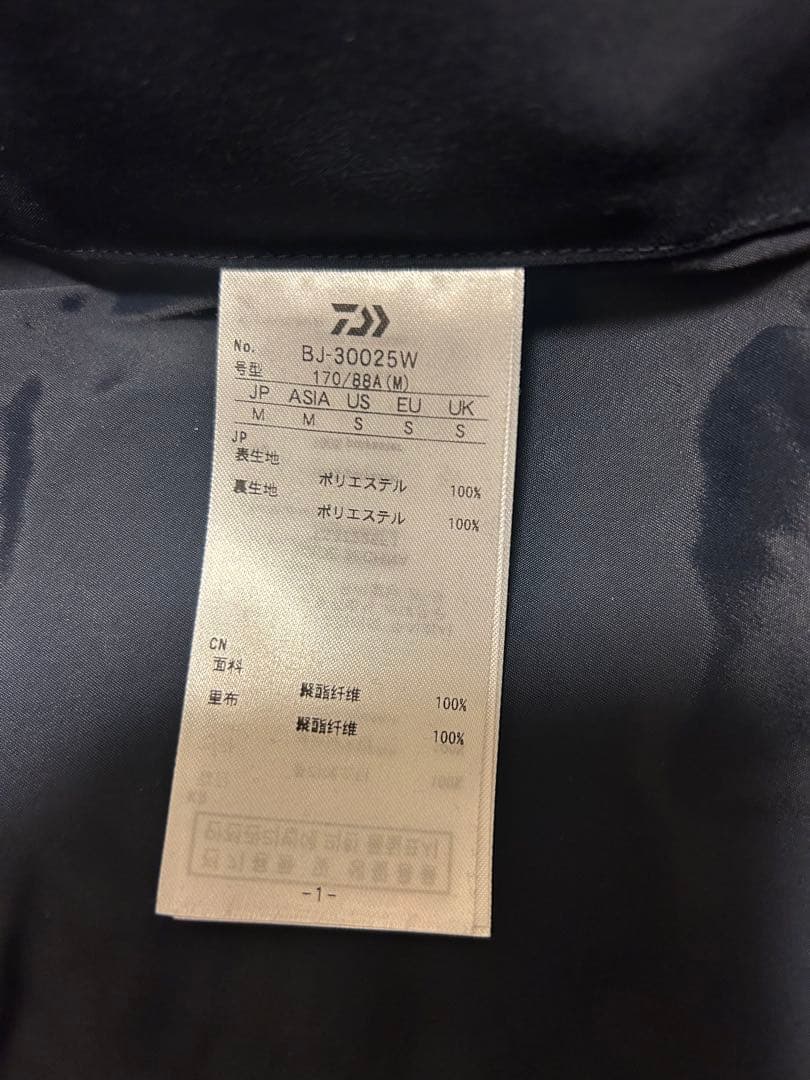 No. BJ-30025W
号型 170/88A(M)
JP ASIA US EU UK
M M S S S
JP
表生地
ポリエステル 100%
裏生地
ポリエステル 100%
CN
面料
聚酯纤维 100%
里布
聚酯纤维 100%
-1-